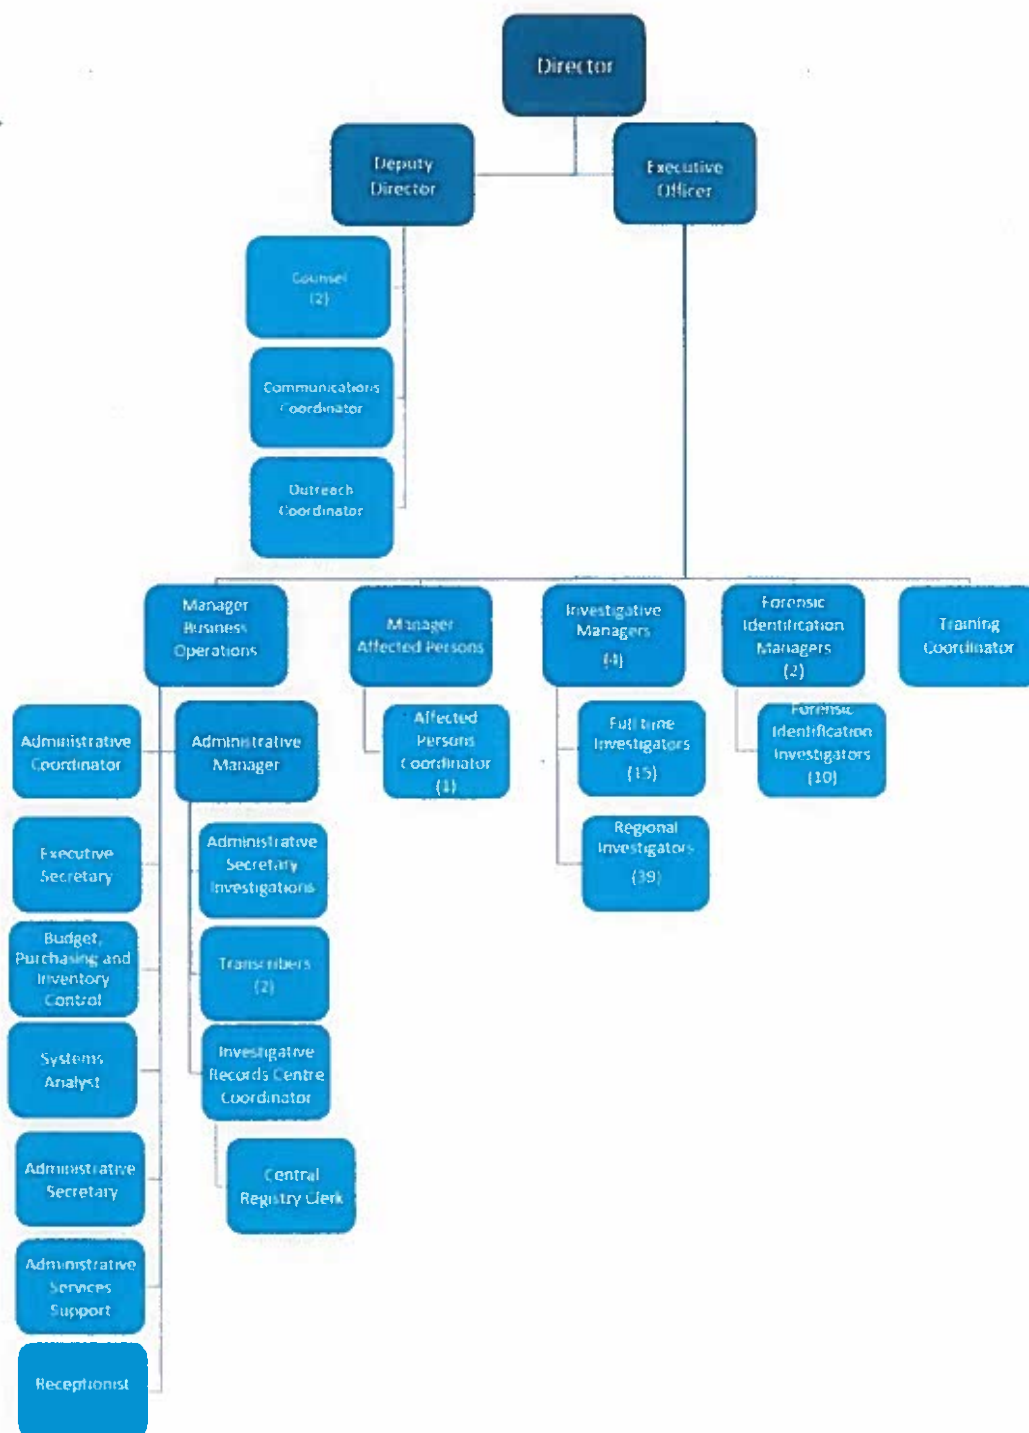 Director
Deputy
Director
Executive
Officer
Counsel
(2)
Communications
Coordinator
Outreach
Coordinator
Manager
Business
Operations
Manager
Affected Persons
Investigative
Managers
(4)
Forensic
Identification
Managers
(2)
Training
Coordinator
Administrative
Coordinator
Administrative
Manager
Affected
Persons
Coordinator
(1)
Full time
Investigators
(15)
Forensic
Identification
Investigators
(10)
Executive
Secretary
Administrative
Secretary
Investigations
Regional
Investigators
(39)
Budget,
Purchasing and
Inventory
Control
Transcribers
(2)
Systems
Analyst
Investigative
Records Centre
Coordinator
Administrative
Secretary
Central
Registry Clerk
Administrative
Services
Support
Receptionist